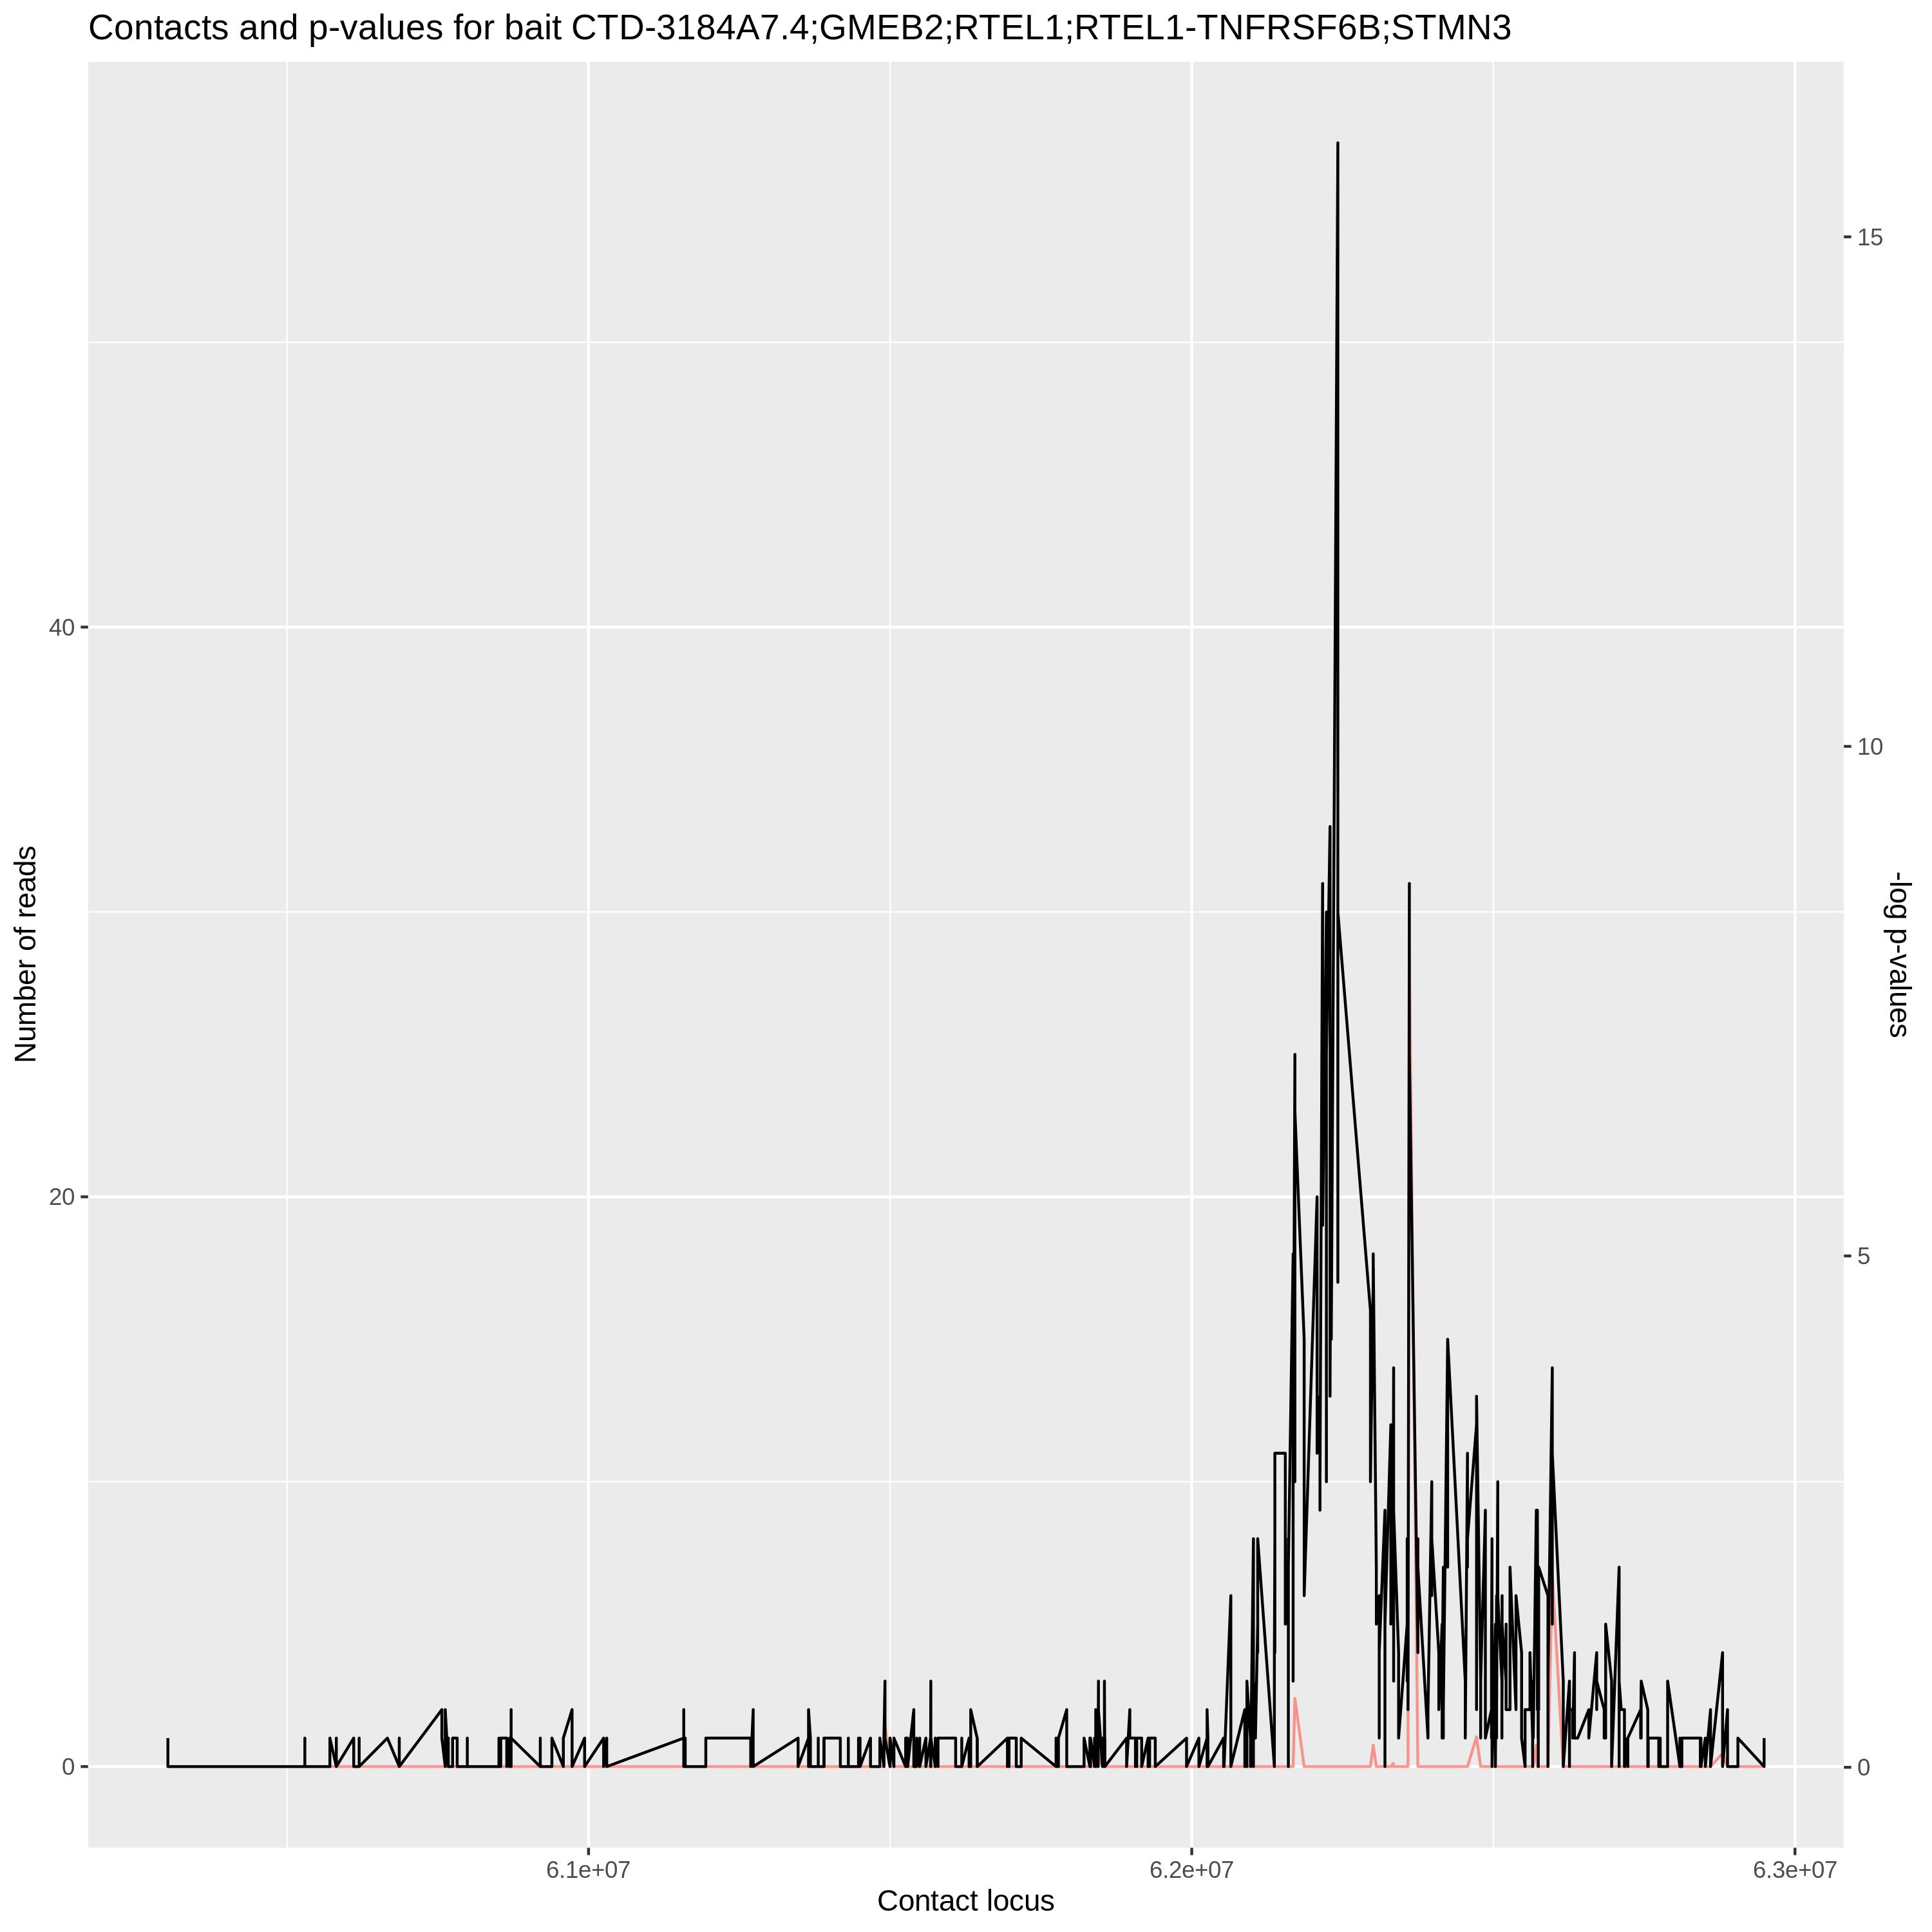 Contacts and p-values for bait CTD-3184A7.4;GMEB2;RTEL1;RTEL1-TNFRSF6B;STMN3
Number of reads
40
20
0
15
10
5
0
-log p-values
6.1e+07
6.2e+07
6.3e+07
Contact locus